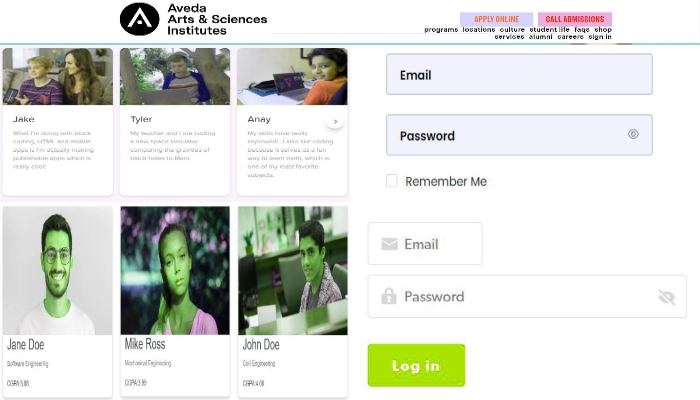 Aveda
Arts & Sciences
Institutes
APPLY ONLINE
CALL ADMISSIONS
programs locations culture student life faqs shop
services alumni careers sign in
Jake
What I'm doing with block
coding, HTML and mobile
apps is I'm actually making
publishable apps which is
really cool!
Tyler
My teacher and I are coding
a new space simulator
comparing the gravities of
black holes to Mars.
Anay
My skills have really
improved! . I also like coding
because it serves as a fun
way to learn math, which is
one of my least favorite
subjects.
Jane Doe
Software Engineering
CGPA:3.88
Mike Ross
Mechanical Engineering
CGPA:3.99
John Doe
Civil Engineering
CGPA:4.00
Email
Password
Remember Me
Email
Password
Log in